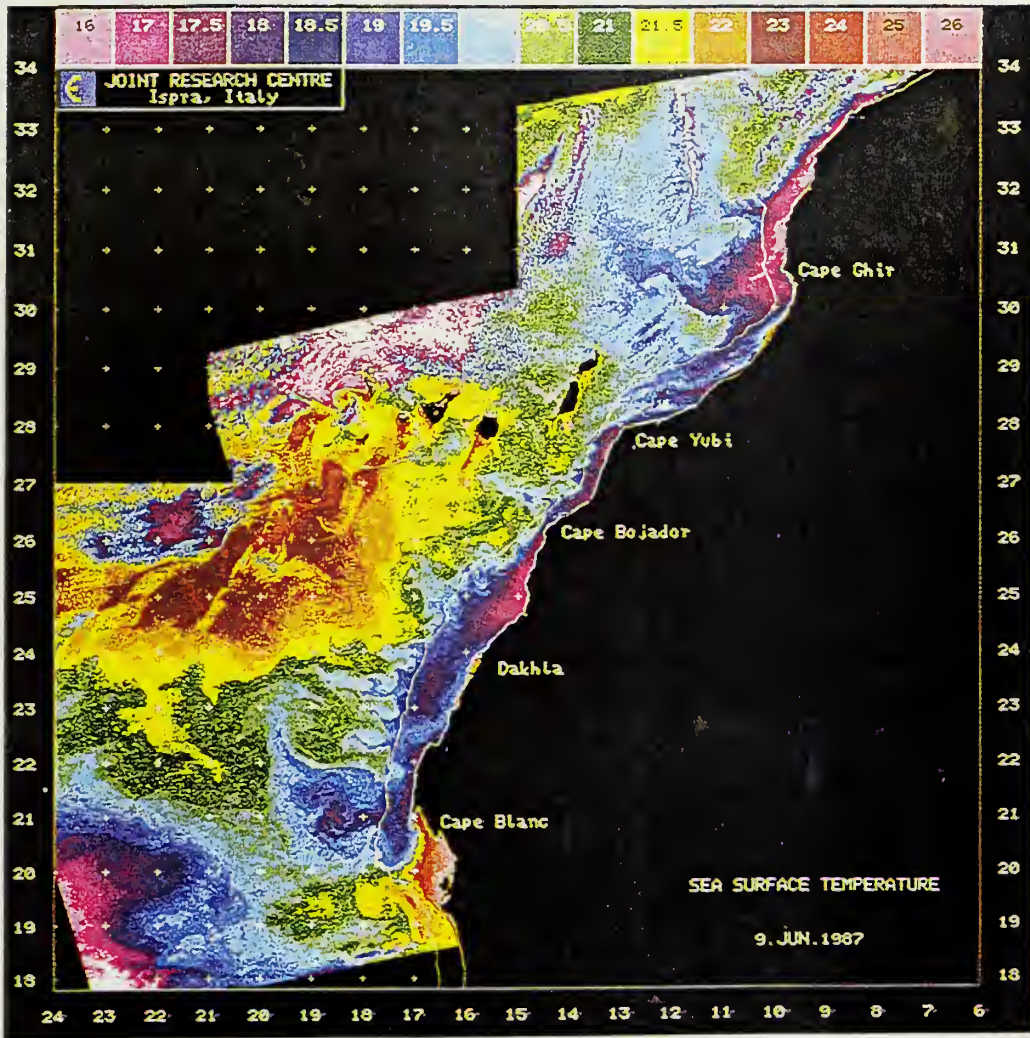 16 17 17.5 18 18.5 19 19.5 20.5 21 21.5 22 23 24 25 26
JOINT RESEARCH CENTRE
Ispra, Italy
34 34
33 33
32 32
31 31
Cape Ghir
30 30
29 29
28 28
Cape Yubi
27 27
Cape Bojador
26 26
25 25
24 24
Dakhla
23 23
22 22
21 21
Cape Blanc
20 20
SEA SURFACE TEMPERATURE
19 19
9.JUN.1987
18 18
24 23 22 21 20 19 18 17 16 15 14 13 12 11 10 9 8 7 6